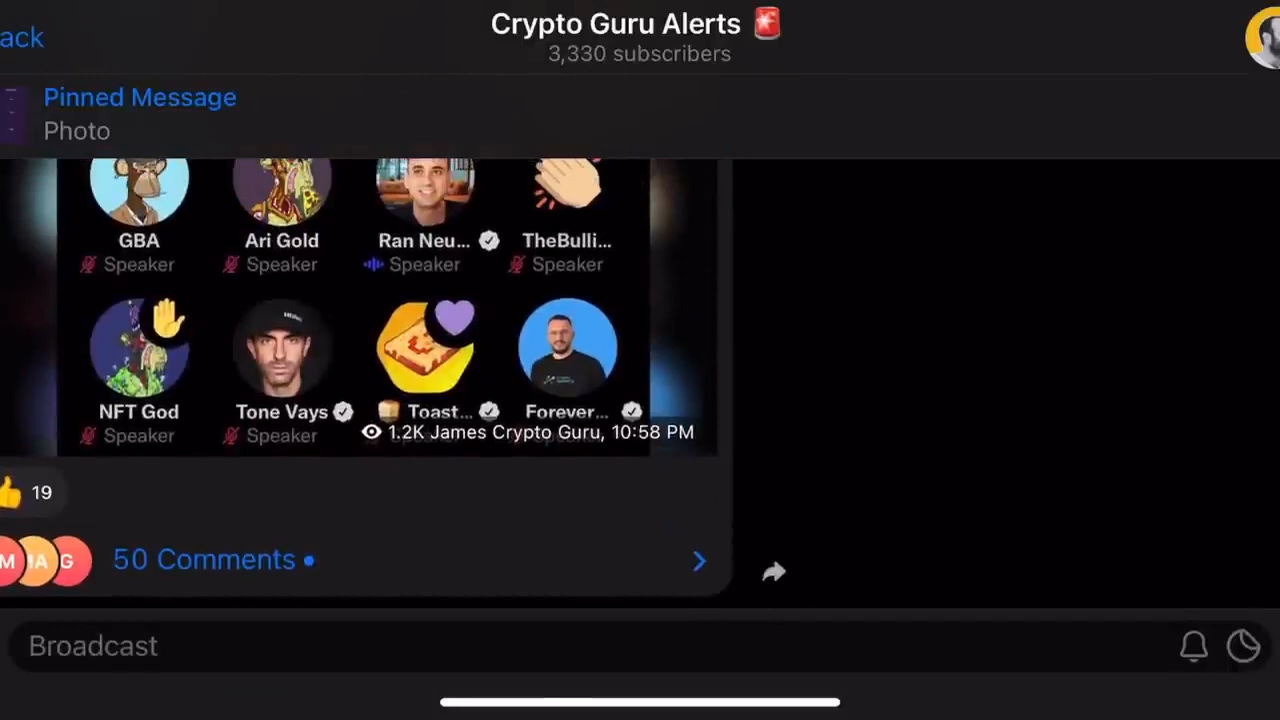 ack
Crypto Guru Alerts 🚨
3,330 subscribers
Pinned Message
Photo
GBA
Ari Gold
Ran Neu...
TheBulli...
Speaker
Speaker
Speaker
Speaker
NFT God
Tone Vays
Toast...
Forever...
Speaker
Speaker
1.2K James Crypto Guru, 10:58 PM
19
M
IA
G
50 Comments
Broadcast